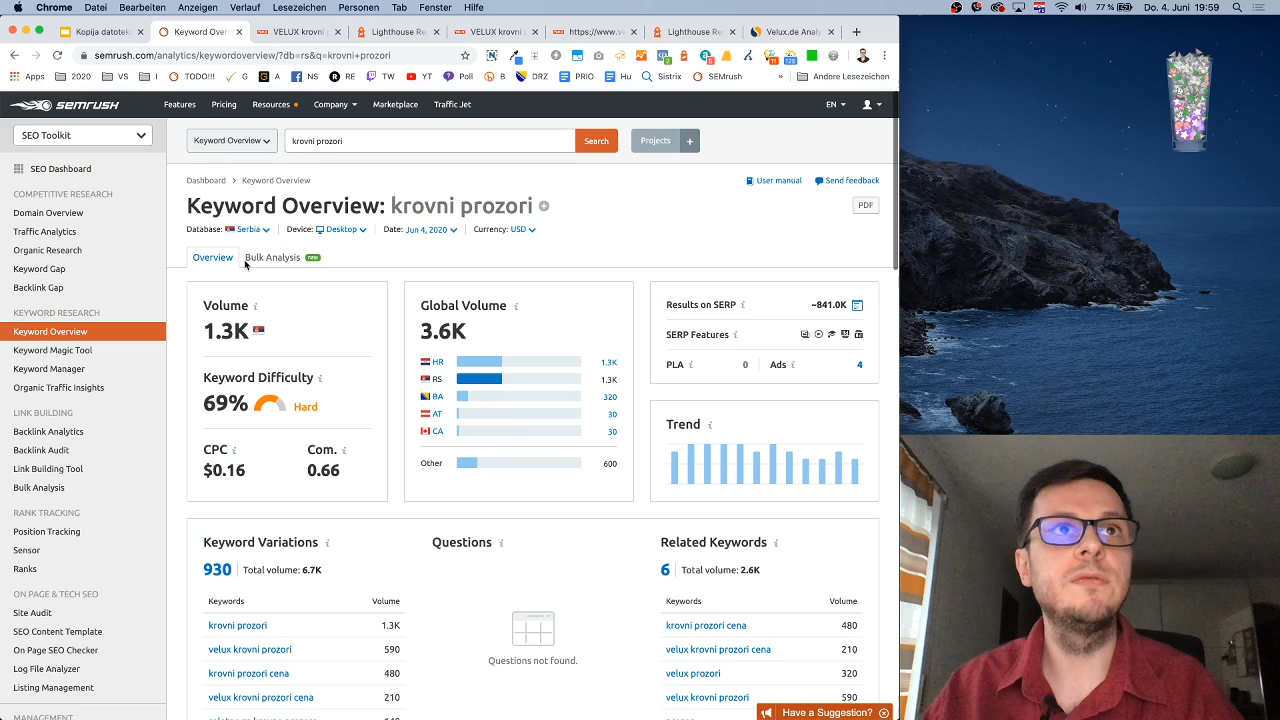 Chrome Datei Bearbeiten Anzeigen Verlauf Lesezeichen Personen Tab Fenster Hilfe 77 % Do. 4. Juni 19:59
Kopija datotek Keyword Over VELUX krovni Lighthouse Re VELUX krovni https://www.ve Lighthouse Re Velux.de Analy
semrush.com/analytics/keywordoverview/?db=rs&q=krovni+prozori
Apps 2020 VS I TODO!!! G A NS RE TW YT Poll B DRZ PRIO Hu Sistrix SEMrush » Andere Lesezeichen
SEMRUSH Features Pricing Resources Company Marketplace Traffic Jet EN
SEO Toolkit
Keyword Overview krovni prozori Search Projects +
SEO Dashboard
COMPETITIVE RESEARCH
Domain Overview
Traffic Analytics
Organic Research
Keyword Gap
Backlink Gap
KEYWORD RESEARCH
Keyword Overview
Keyword Magic Tool
Keyword Manager
Organic Traffic Insights
LINK BUILDING
Backlink Analytics
Backlink Audit
Link Building Tool
Bulk Analysis
RANK TRACKING
Position Tracking
Sensor
Ranks
ON PAGE & TECH SEO
Site Audit
SEO Content Template
On Page SEO Checker
Log File Analyzer
Listing Management
MANAGEMENT
Dashboard > Keyword Overview User manual Send feedback
Keyword Overview: krovni prozori PDF
Database: Serbia Device: Desktop Date: Jun 4, 2020 Currency: USD
Overview Bulk Analysis new
Volume
1.3K
Keyword Difficulty
69% Hard
CPC Com.
$0.16 0.66
Global Volume
3.6K
HR 1.3K
RS 1.3K
BA 320
AT 30
CA 30
Other 600
Results on SERP ~841.0K
SERP Features
PLA 0 Ads 4
Trend
Keyword Variations
930 Total volume: 6.7K
Keywords Volume
krovni prozori 1.3K
velux krovni prozori 590
krovni prozori cena 480
velux krovni prozori cena 210
Questions
Questions not found.
Related Keywords
6 Total volume: 2.6K
Keywords Volume
krovni prozori cena 480
velux krovni prozori cena 210
velux prozori 320
velux krovni prozori 590
Have a Suggestion?